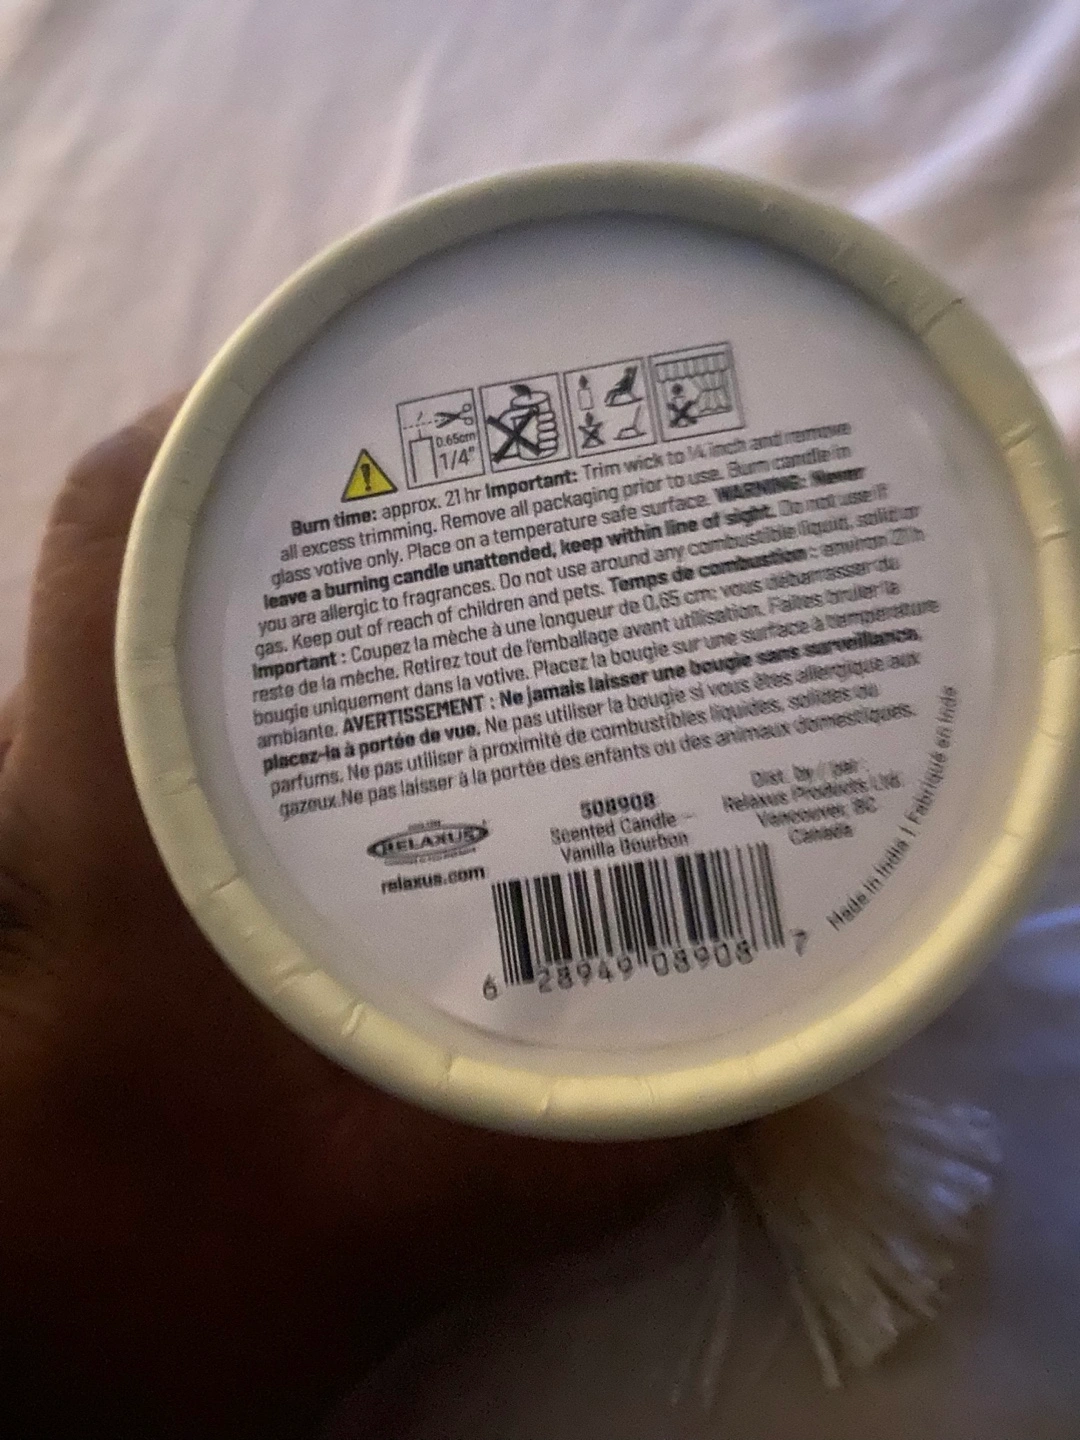 0.65cm
1/4"
Burn time: approx. 21 hr Important: Trim wick to ¼ inch and remove
all excess trimming. Remove all packaging prior to use. Burn candle in
glass votive only. Place on a temperature safe surface. WARNING: Never
leave a burning candle unattended, keep within line of sight. Do not use if
you are allergic to fragrances. Do not use around any combustible liquid, solid or
gas. Keep out of reach of children and pets. Temps de combustion : environ 21 h
Important : Coupez la mèche à une longueur de 0,65 cm; vous débarrasser du
reste de la mèche. Retirez tout de l'emballage avant utilisation. Faites brûler la
bougie uniquement dans la votive. Placez la bougie sur une surface à température
ambiante. AVERTISSEMENT : Ne jamais laisser une bougie sans surveillance,
placez-la à portée de vue. Ne pas utiliser la bougie si vous êtes allergique aux
parfums. Ne pas utiliser à proximité de combustibles liquides, solides ou
gazeux.Ne pas laisser à la portée des enfants ou des animaux domestiques.
RELAXUS
relaxus.com
508908
Scented Candle –
Vanilla Bourbon
6 28949 08908 7
Dist. by / par :
Relaxus Products Ltd.
Vancouver, BC
Canada
Made in India | Fabriqué en Inde